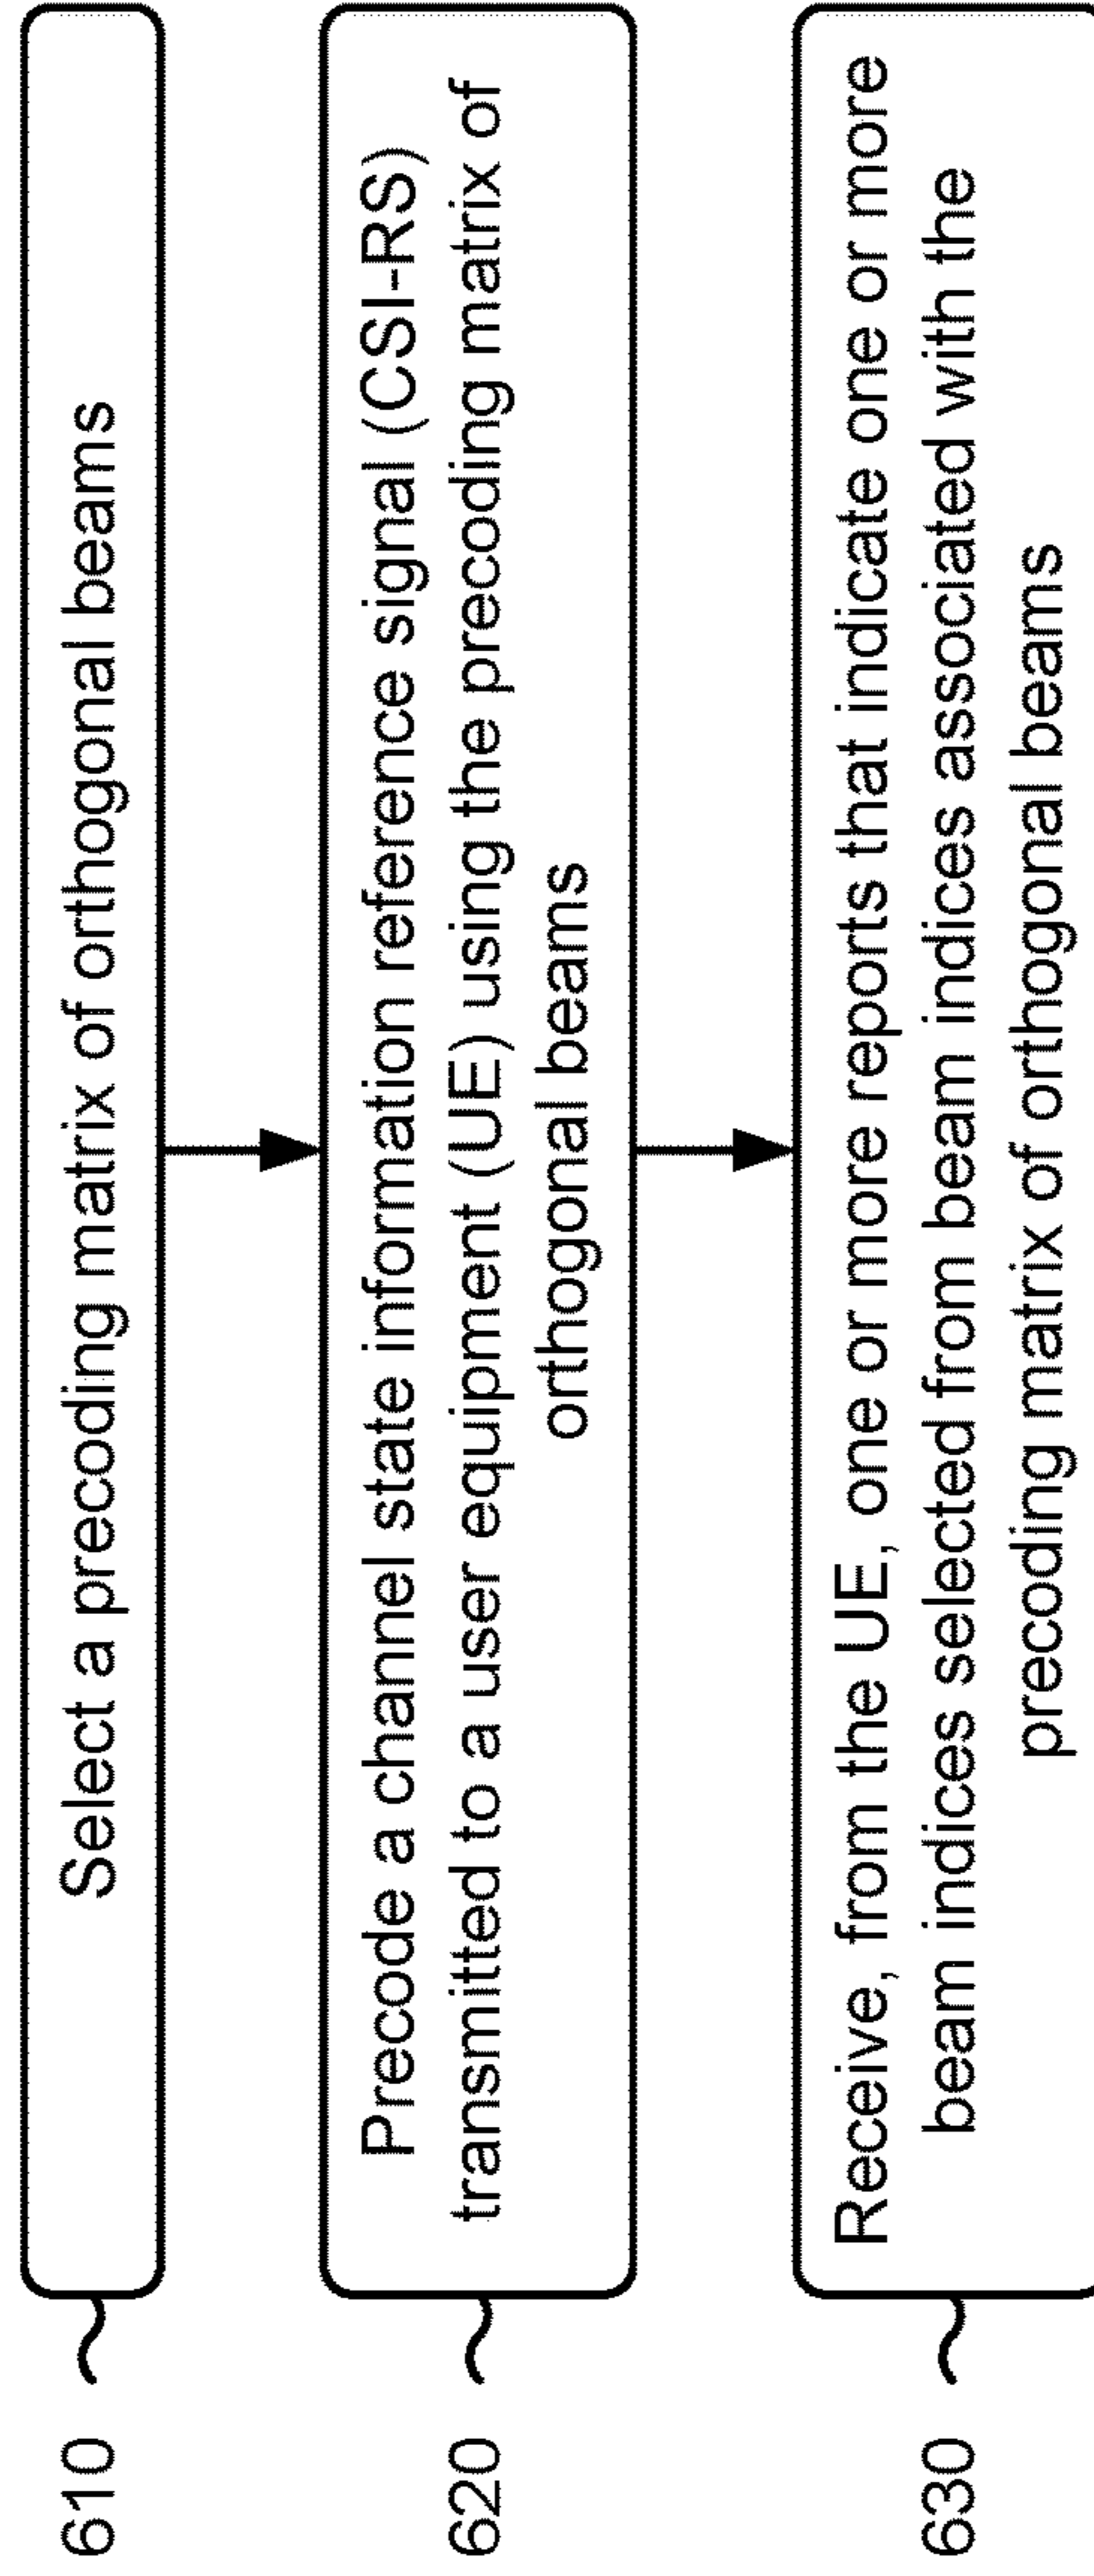 610
Select a precoding matrix of orthogonal beams
620
Precode a channel state information reference signal (CSI-RS)
transmitted to a user equipment (UE) using the precoding matrix of
orthogonal beams
630
Receive, from the UE, one or more reports that indicate one or more
beam indices selected from beam indices associated with the
precoding matrix of orthogonal beams